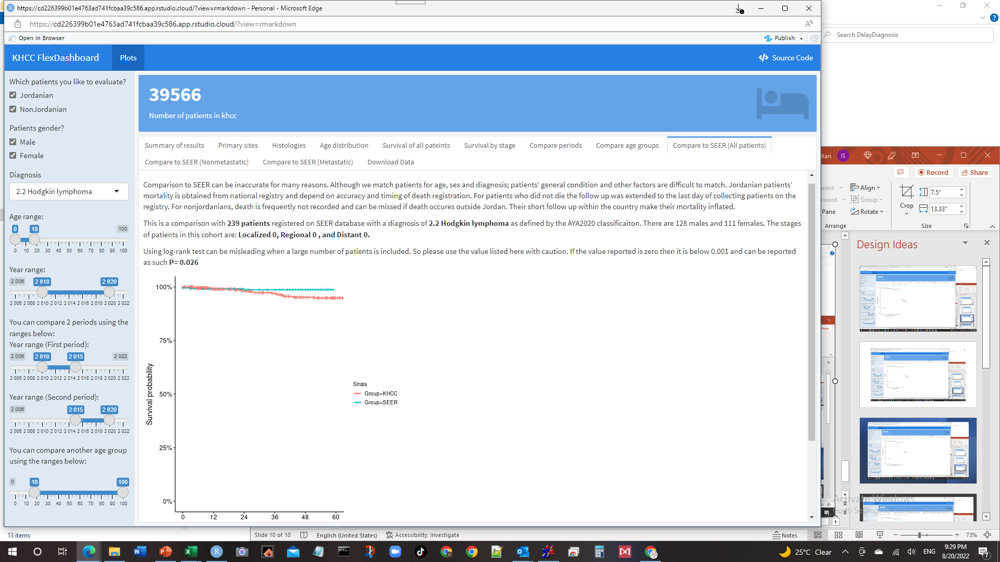 https://cd226399b01e4763ad741fcbaa39c586.app.rstudio.cloud/?view=rmarkdown - Personal - Microsoft Edge
https://cd226399b01e4763ad741fcbaa39c586.app.rstudio.cloud/?view=rmarkdown
Open in Browser
Publish
Search DelayDiagnosis
KHCC FlexDashboard
Plots
Source Code
Which patients you like to evaluate?
Jordanian
NonJordanian
Patients gender?
Male
Female
Diagnosis
2.2 Hodgkin lymphoma
Age range:
0 18 100
0 10 20 30 40 50 60 70 80 90 100
Year range:
2 006 2 010 2 020
2 006 2 008 2 010 2 012 2 014 2 016 2 018 2 020 2 022
You can compare 2 periods using the
ranges below:
Year range (First period):
2 006 2 010 2 015 2 022
2 006 2 008 2 010 2 012 2 014 2 016 2 018 2 020 2 022
Year range (Second period):
2 006 2 015 2 020
2 006 2 008 2 010 2 012 2 014 2 016 2 018 2 020 2 022
You can compare another age group
using the ranges below:
0 18 100
0 10 20 30 40 50 60 70 80 90 100
39566
Number of patients in khcc
Summary of results Primary sites Histologies Age distribution Survival of all pateints Survival by stage Compare periods Compare age groups Compare to SEER (All patients)
Compare to SEER (Nonmetastatic) Compare to SEER (Metastatic) Download Data
Comparison to SEER can be inaccurate for many reasons. Although we match patients for age, sex and diagnosis; patients' general condition and other factors are difficult to match. Jordanian patients'
mortality is obtained from national registry and depend on accuracy and timing of death registration. For patients who did not die the follow up was extended to the last day of collecting patients on the
registry. For nonjordanians, death is frequently not recorded and can be missed if death occures outside Jordan. Their short follow up within the country make their mortality inflated.
This is a comparison with 239 patients registered on SEER database with a diagnosis of 2.2 Hodgkin lymphoma as defined by the AYA2020 classificaiton. There are 128 males and 111 females. The stages
of patients in this cohort are: Localized 0, Regional 0 , and Distant 0.
Using log-rank test can be misleading when a large number of patients is included. So please use the value listed here with caution. If the value reported is zero then it is below 0.001 and can be reported
as such P= 0.026
Survival probability
100%
75%
50%
25%
0%
0 12 24 36 48 60
Strata
Group=KHCC
Group=SEER
ltan IS
Record
Share
ward Align
kward Group
Pane Rotate
Arrange
Crop
7.5"
13.33"
Size
Design Ideas
Share
Activate Windows
Go to Settings to activate Windows.
13 items
Slide 10 of 10
English (United States)
Accessibility: Investigate
Notes
73%
25°C Clear
ENG
9:29 PM
8/20/2022
7